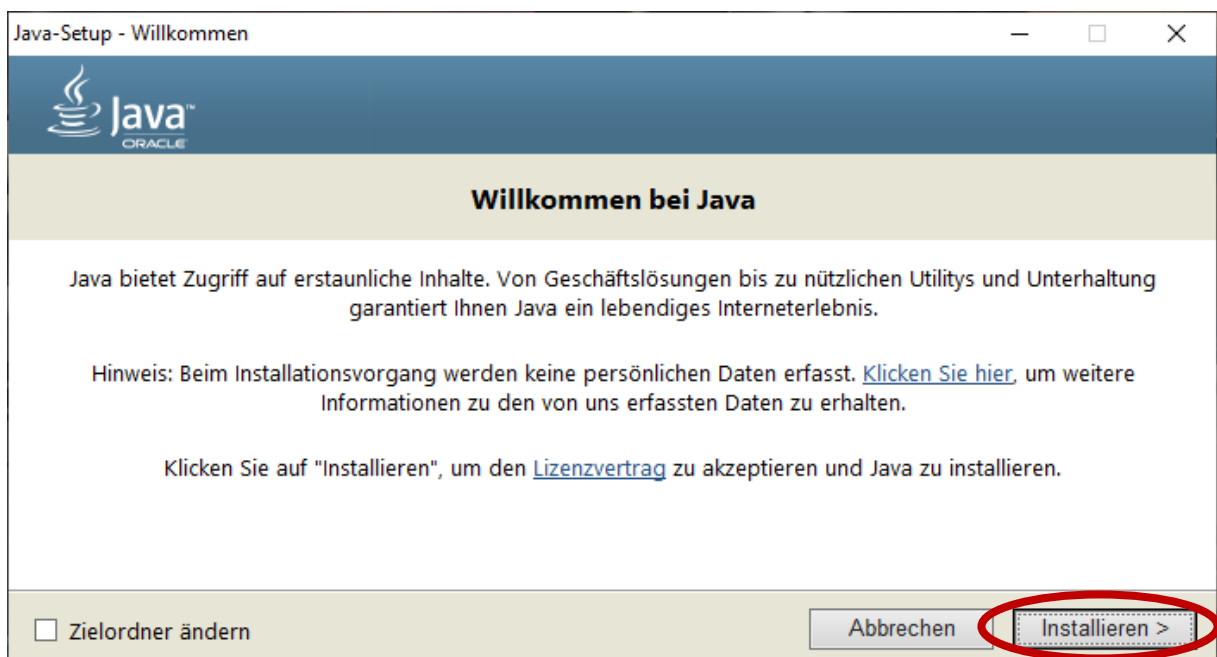 Java-Setup - Willkommen
Java™
ORACLE
Willkommen bei Java
Java bietet Zugriff auf erstaunliche Inhalte. Von Geschäftslösungen bis zu nützlichen Utilitys und Unterhaltung
garantiert Ihnen Java ein lebendiges Interneterlebnis.
Hinweis: Beim Installationsvorgang werden keine persönlichen Daten erfasst. Klicken Sie hier, um weitere
Informationen zu den von uns erfassten Daten zu erhalten.
Klicken Sie auf "Installieren", um den Lizenzvertrag zu akzeptieren und Java zu installieren.
Zielordner ändern
Abbrechen
Installieren >